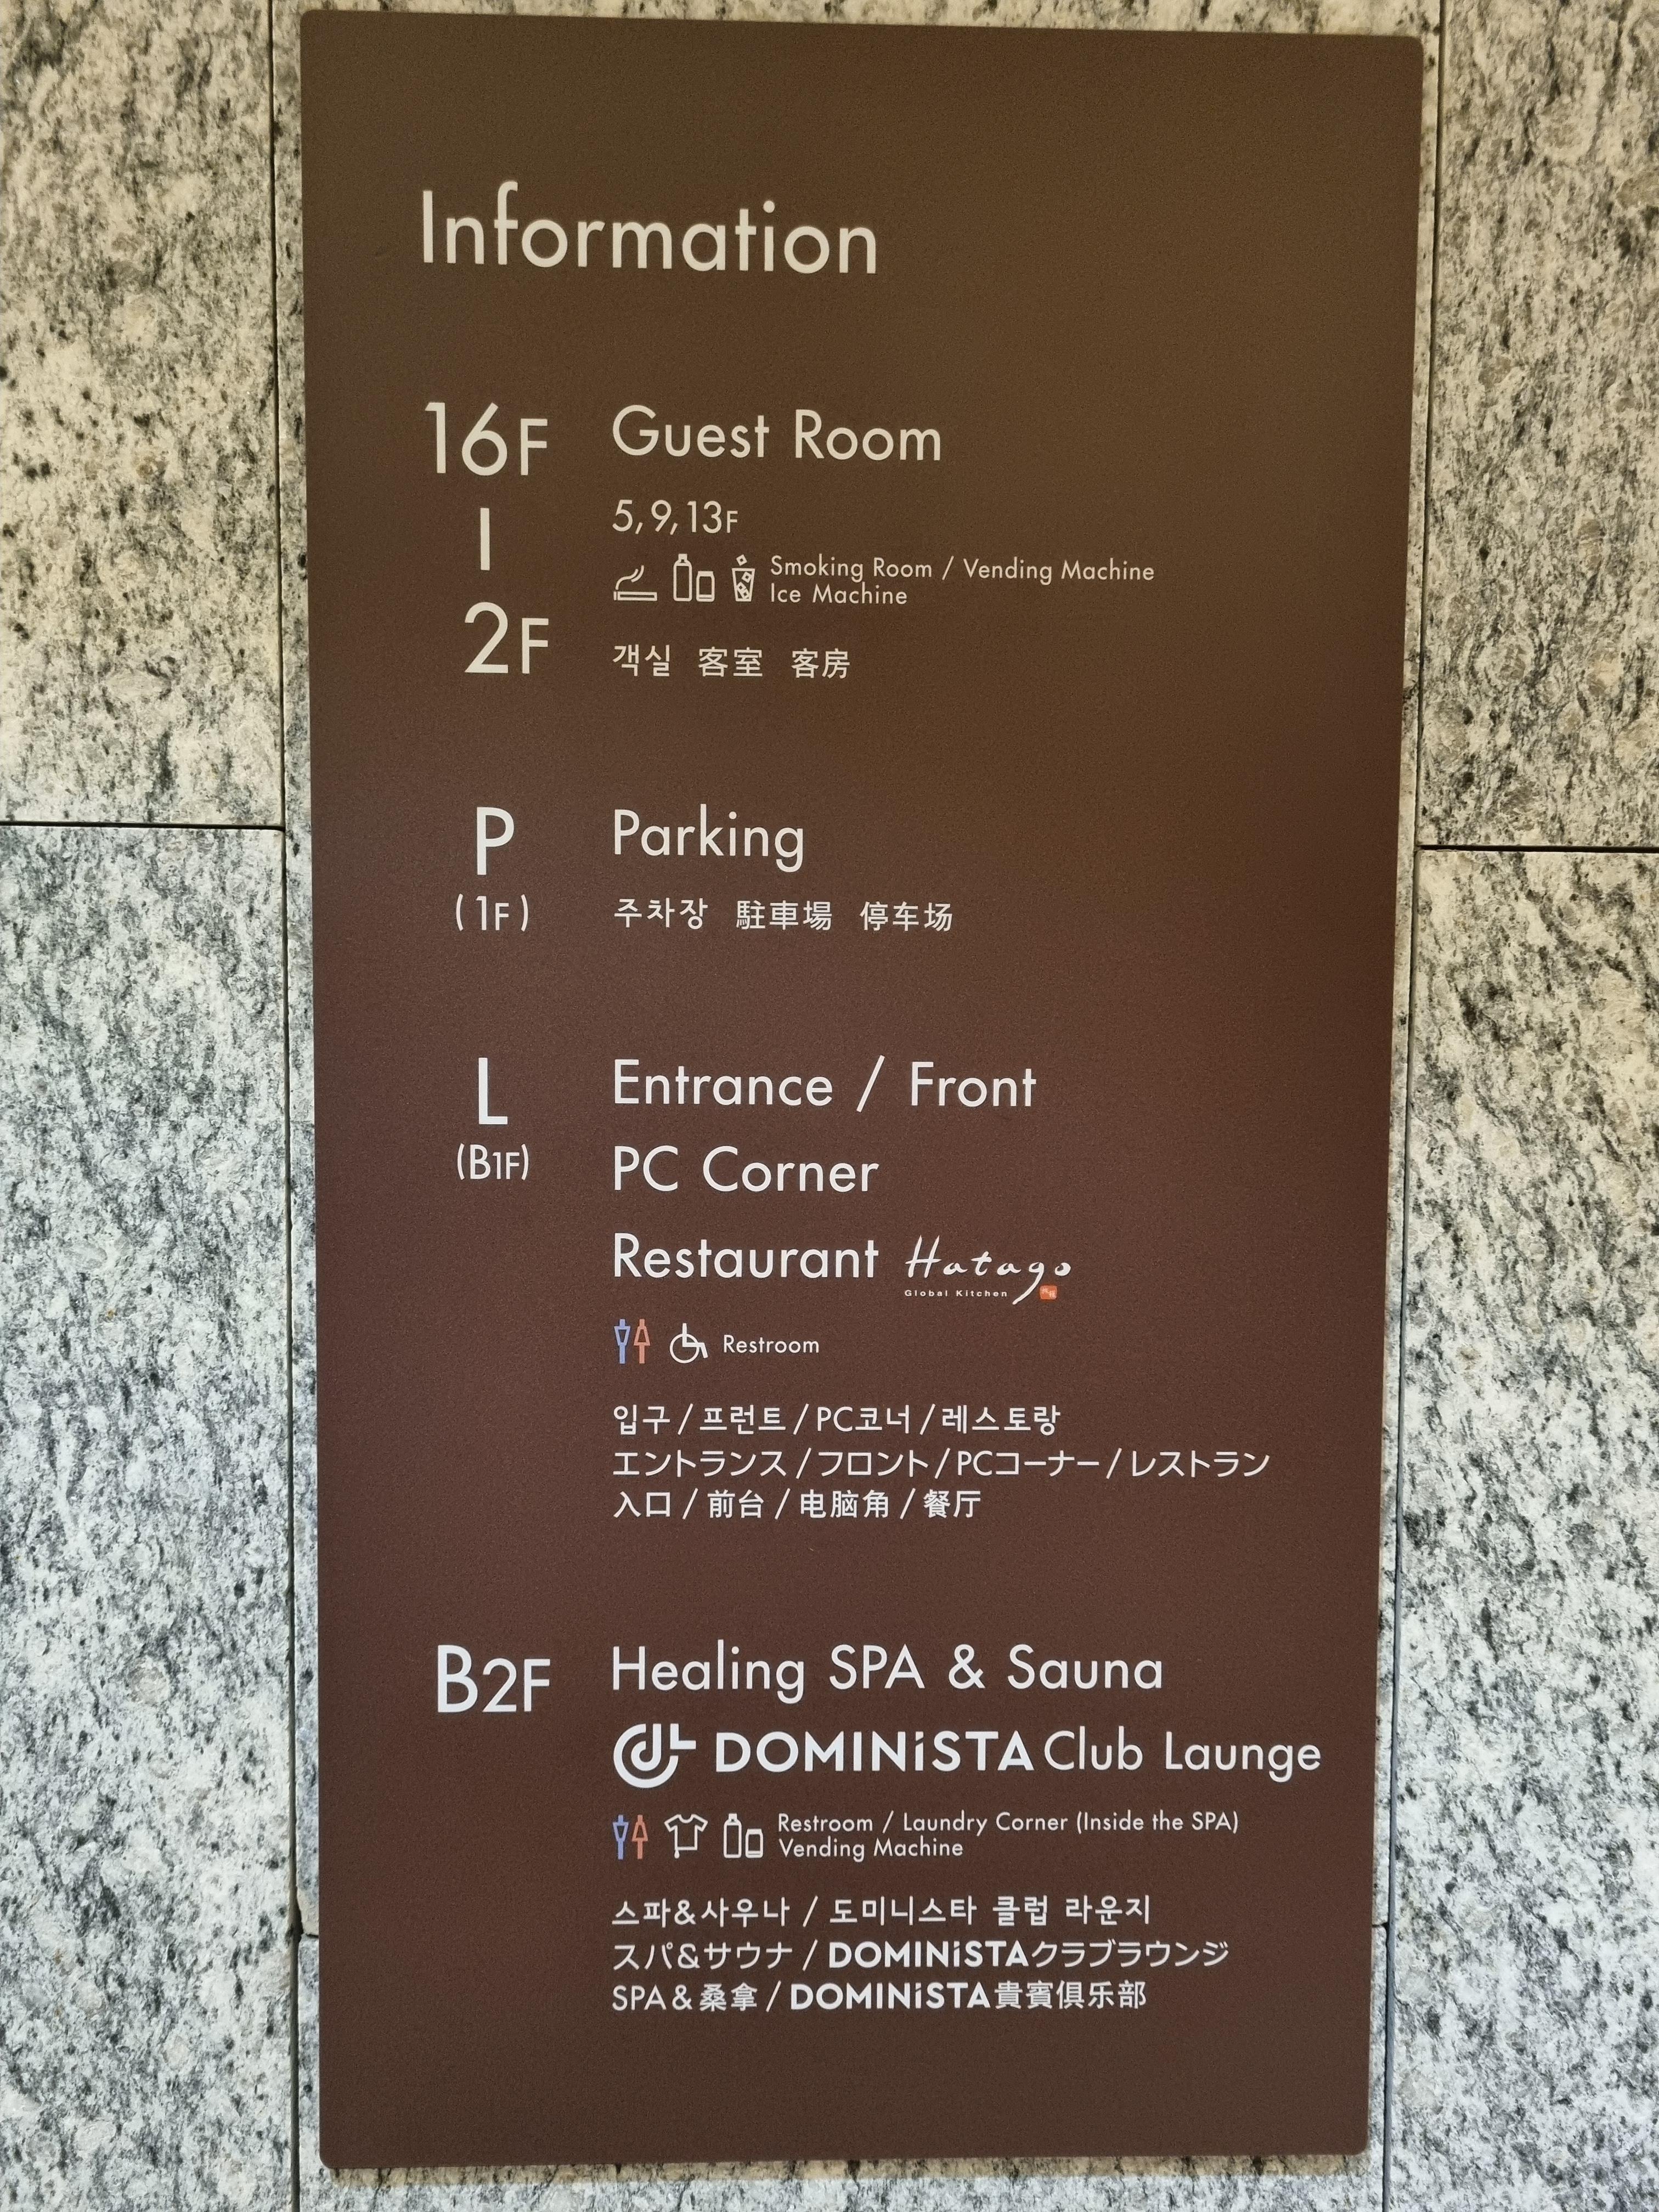 Information
16F Guest Room
5,9,13F
Smoking Room / Vending Machine
Ice Machine
2F
객실 客室 客房
P Parking
(1F) 주차장 駐車場 停车场
L Entrance / Front
(B1F) PC Corner
Restaurant Hatago
Global Kitchen
Restroom
입구 / 프런트 / PC코너 / 레스토랑
エントランス / フロント / PCコーナー / レストラン
入口 / 前台 / 电脑角 / 餐厅
B2F Healing SPA & Sauna
DOMINiSTA Club Launge
Restroom / Laundry Corner (Inside the SPA)
Vending Machine
스파&사우나 / 도미니스타 클럽 라운지
スパ&サウナ / DOMINiSTAクラブラウンジ
SPA & 桑拿 / DOMINiSTA貴賓俱乐部